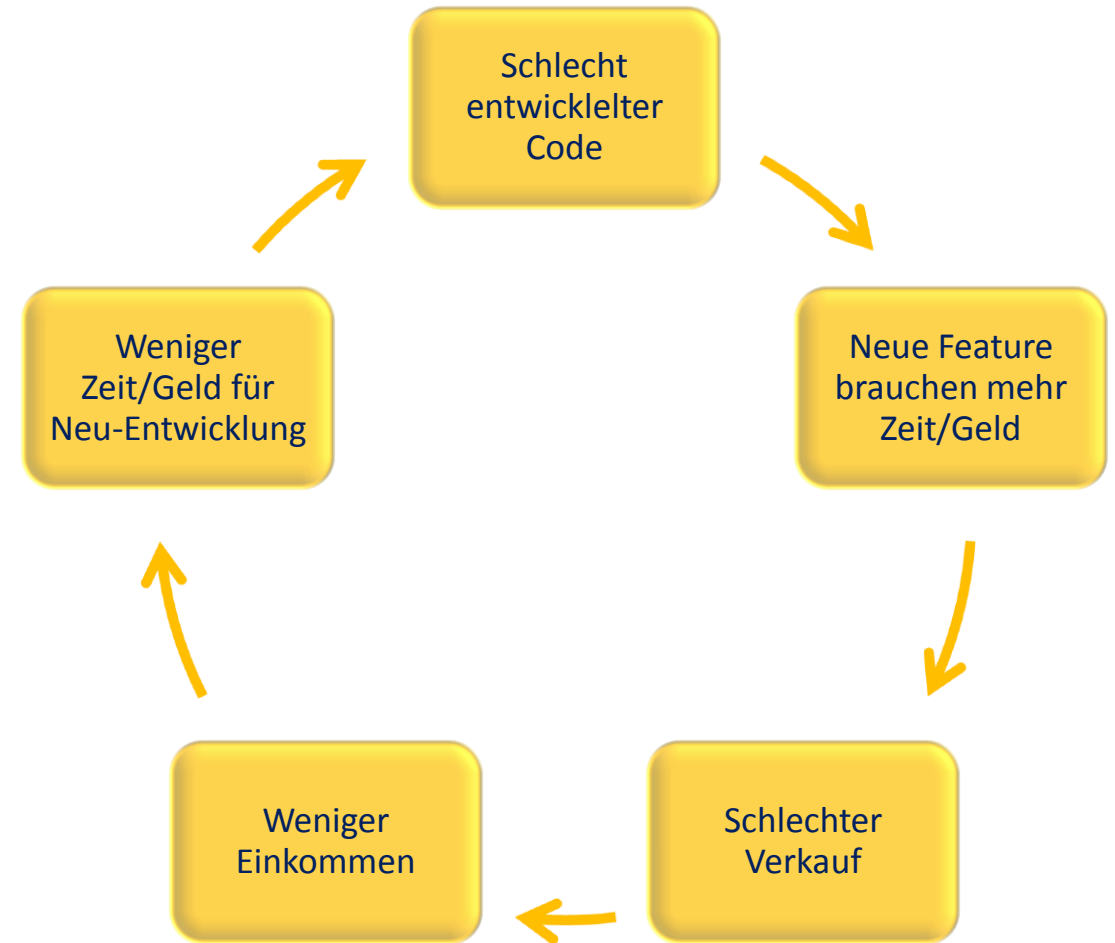 Schlecht
entwicklelter
Code
Neue Feature
brauchen mehr
Zeit/Geld
Schlechter
Verkauf
Weniger
Einkommen
Weniger
Zeit/Geld für
Neu-Entwicklung